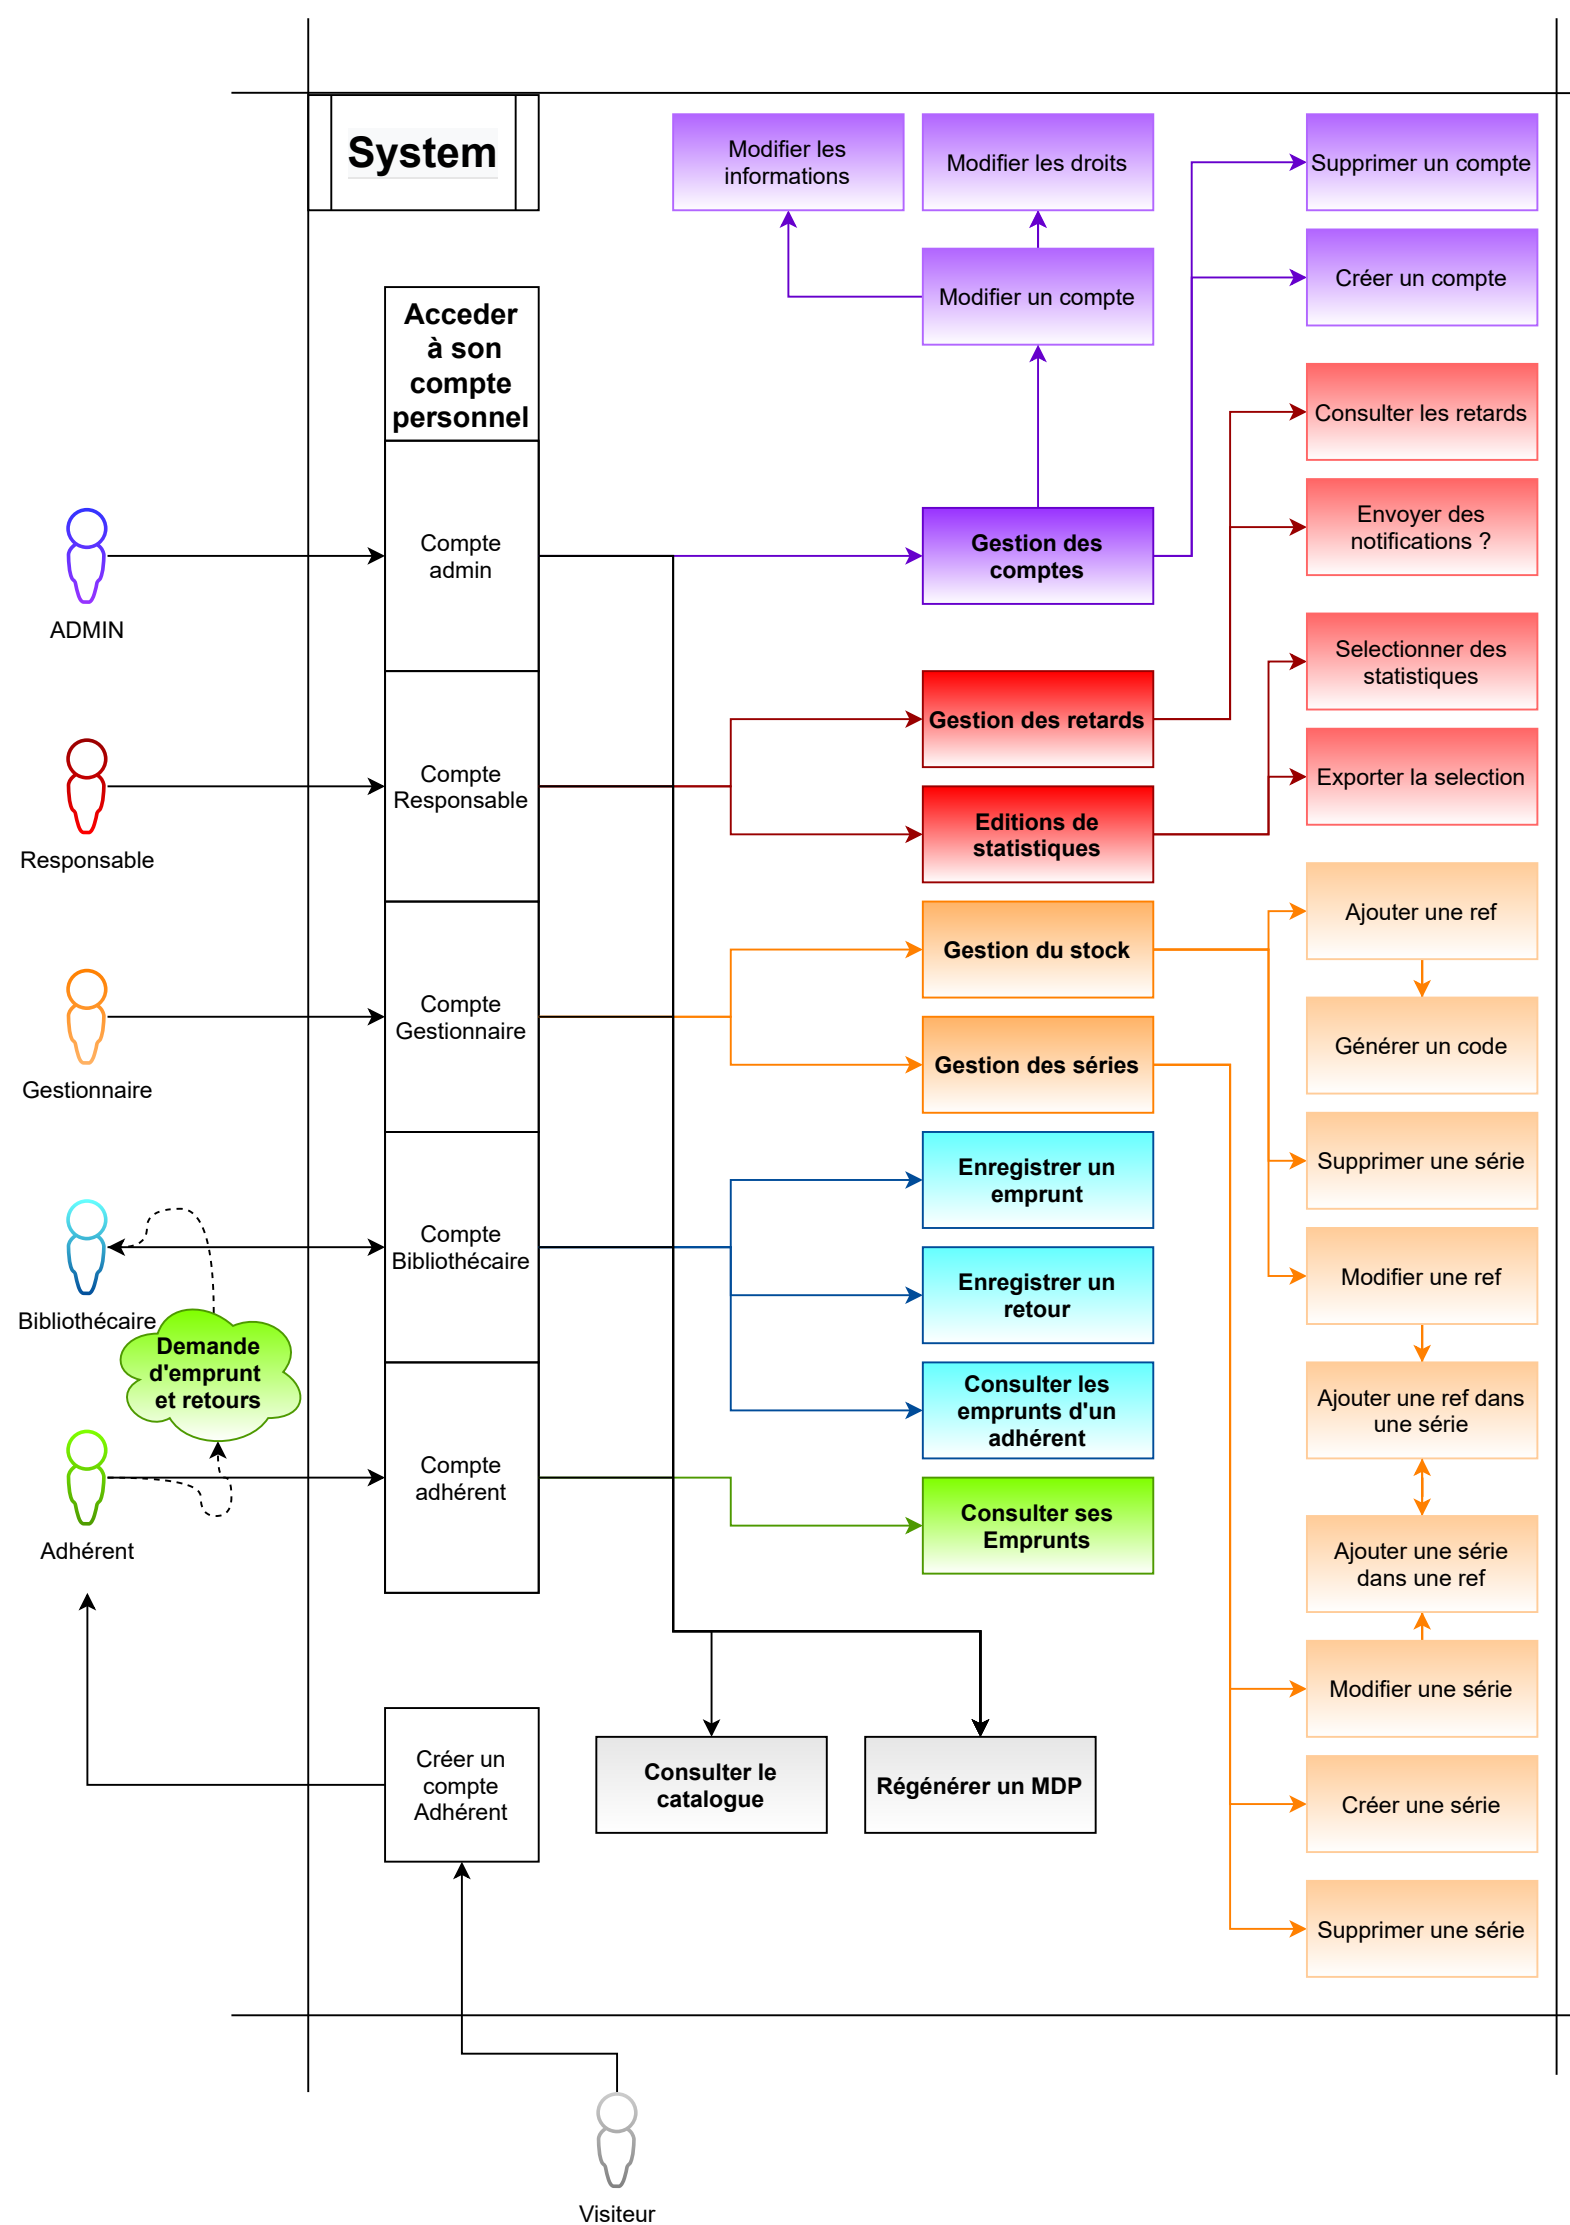 System
Modifier les
informations
Modifier les droits
Supprimer un compte
Modifier un compte
Créer un compte
Acceder
à son
compte
personnel
Consulter les retards
Envoyer des
notifications ?
ADMIN
Compte
admin
Gestion des
comptes
Selectionner des
statistiques
Responsable
Compte
Responsable
Gestion des retards
Exporter la selection
Editions de
statistiques
Gestionnaire
Compte
Gestionnaire
Gestion du stock
Ajouter une ref
Générer un code
Gestion des séries
Supprimer une série
Bibliothécaire
Compte
Bibliothécaire
Enregistrer un
emprunt
Enregistrer un
retour
Modifier une ref
Demande
d'emprunt
et retours
Consulter les
emprunts d'un
adhérent
Ajouter une ref dans
une série
Adhérent
Compte
adhérent
Consulter ses
Emprunts
Ajouter une série
dans une ref
Modifier une série
Créer un
compte
Adhérent
Consulter le
catalogue
Régénérer un MDP
Créer une série
Supprimer une série
Visiteur